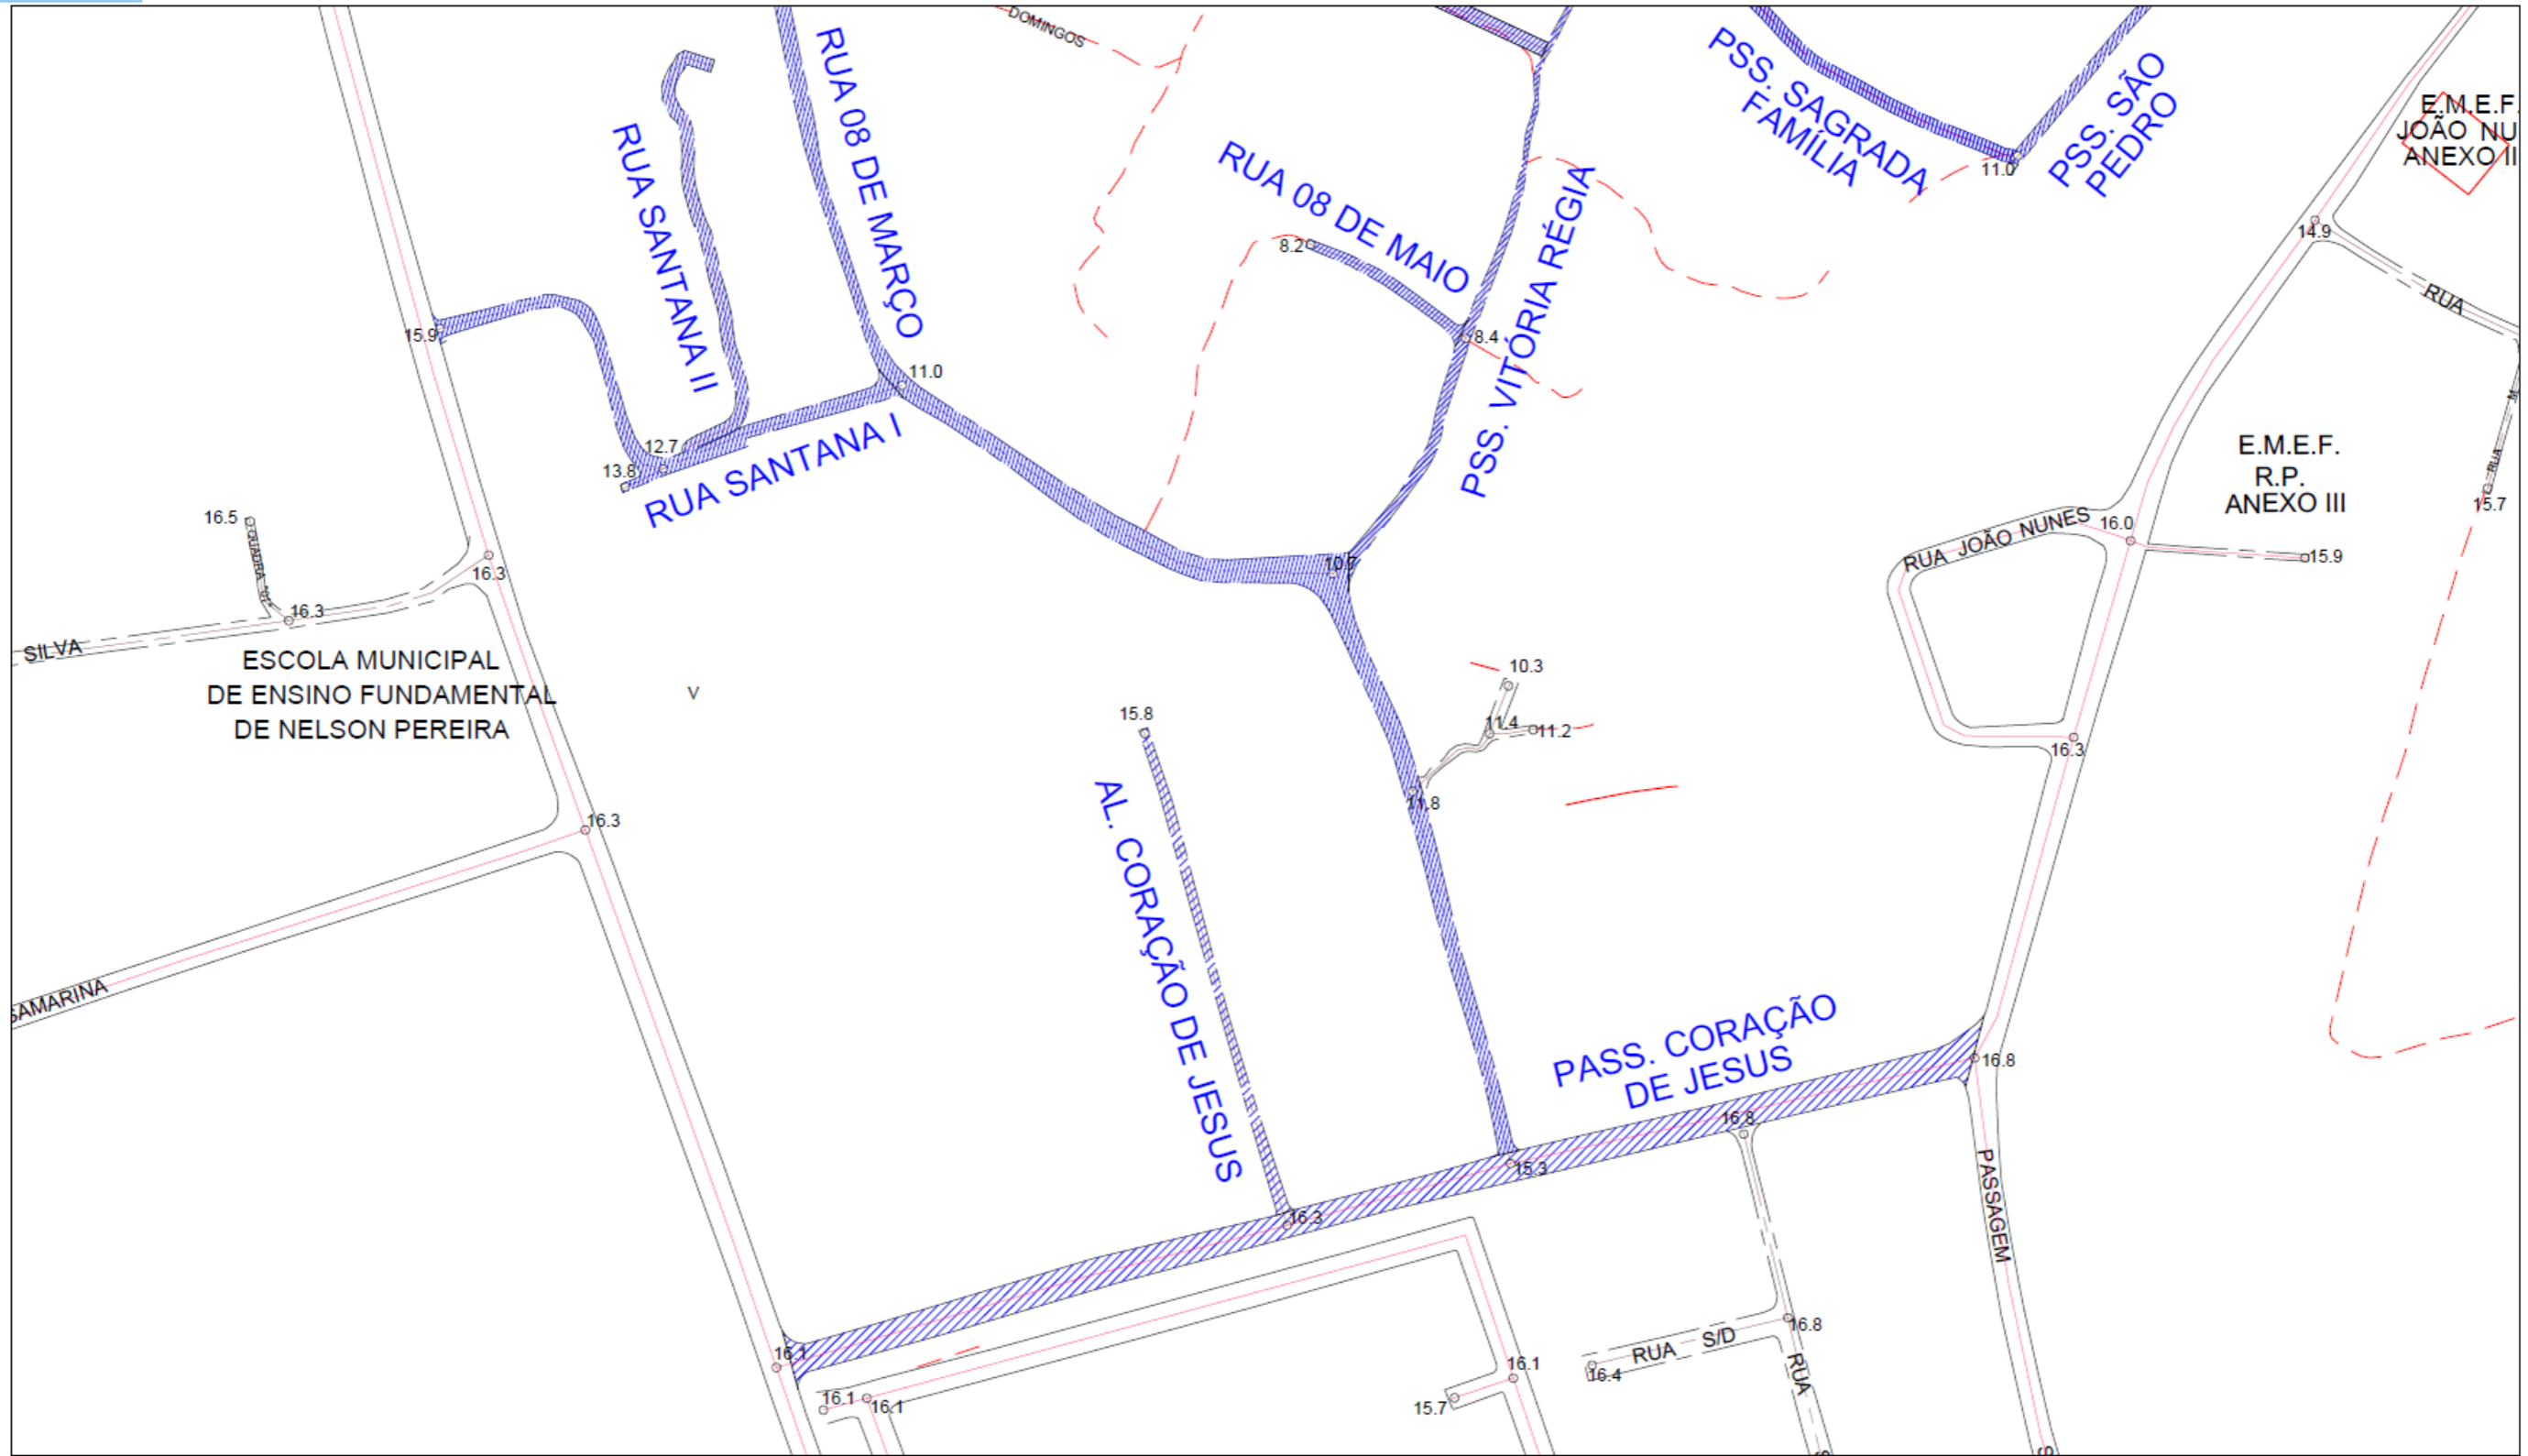 DOMINGOS
RUA 08 DE MARÇO
RUA SANTANA II
RUA 08 DE MAIO
PSS. VITÓRIA RÉGIA
PSS. SAGRADA
FAMÍLIA
PSS. SÃO
PEDRO
11.0
E.M.E.F.
JOÃO NU
ANEXO II
14.9
RUA
8.2
8.4
15.9
11.0
12.7
13.8
RUA SANTANA I
E.M.E.F.
R.P.
ANEXO III
RUA M
15.7
16.5
QUADRA
16.3
16.3
SILVA
ESCOLA MUNICIPAL
DE ENSINO FUNDAMENTAL
DE NELSON PEREIRA
V
10.7
RUA JOÃO NUNES
16.0
15.9
10.3
11.4
11.2
11.8
15.8
16.3
16.3
AL. CORAÇÃO DE JESUS
SAMARINA
PASS. CORAÇÃO
DE JESUS
16.8
16.8
15.3
16.3
PASSAGEM
16.1
16.1
16.1
16.1
15.7
16.4
RUA S/D
16.8
RUA